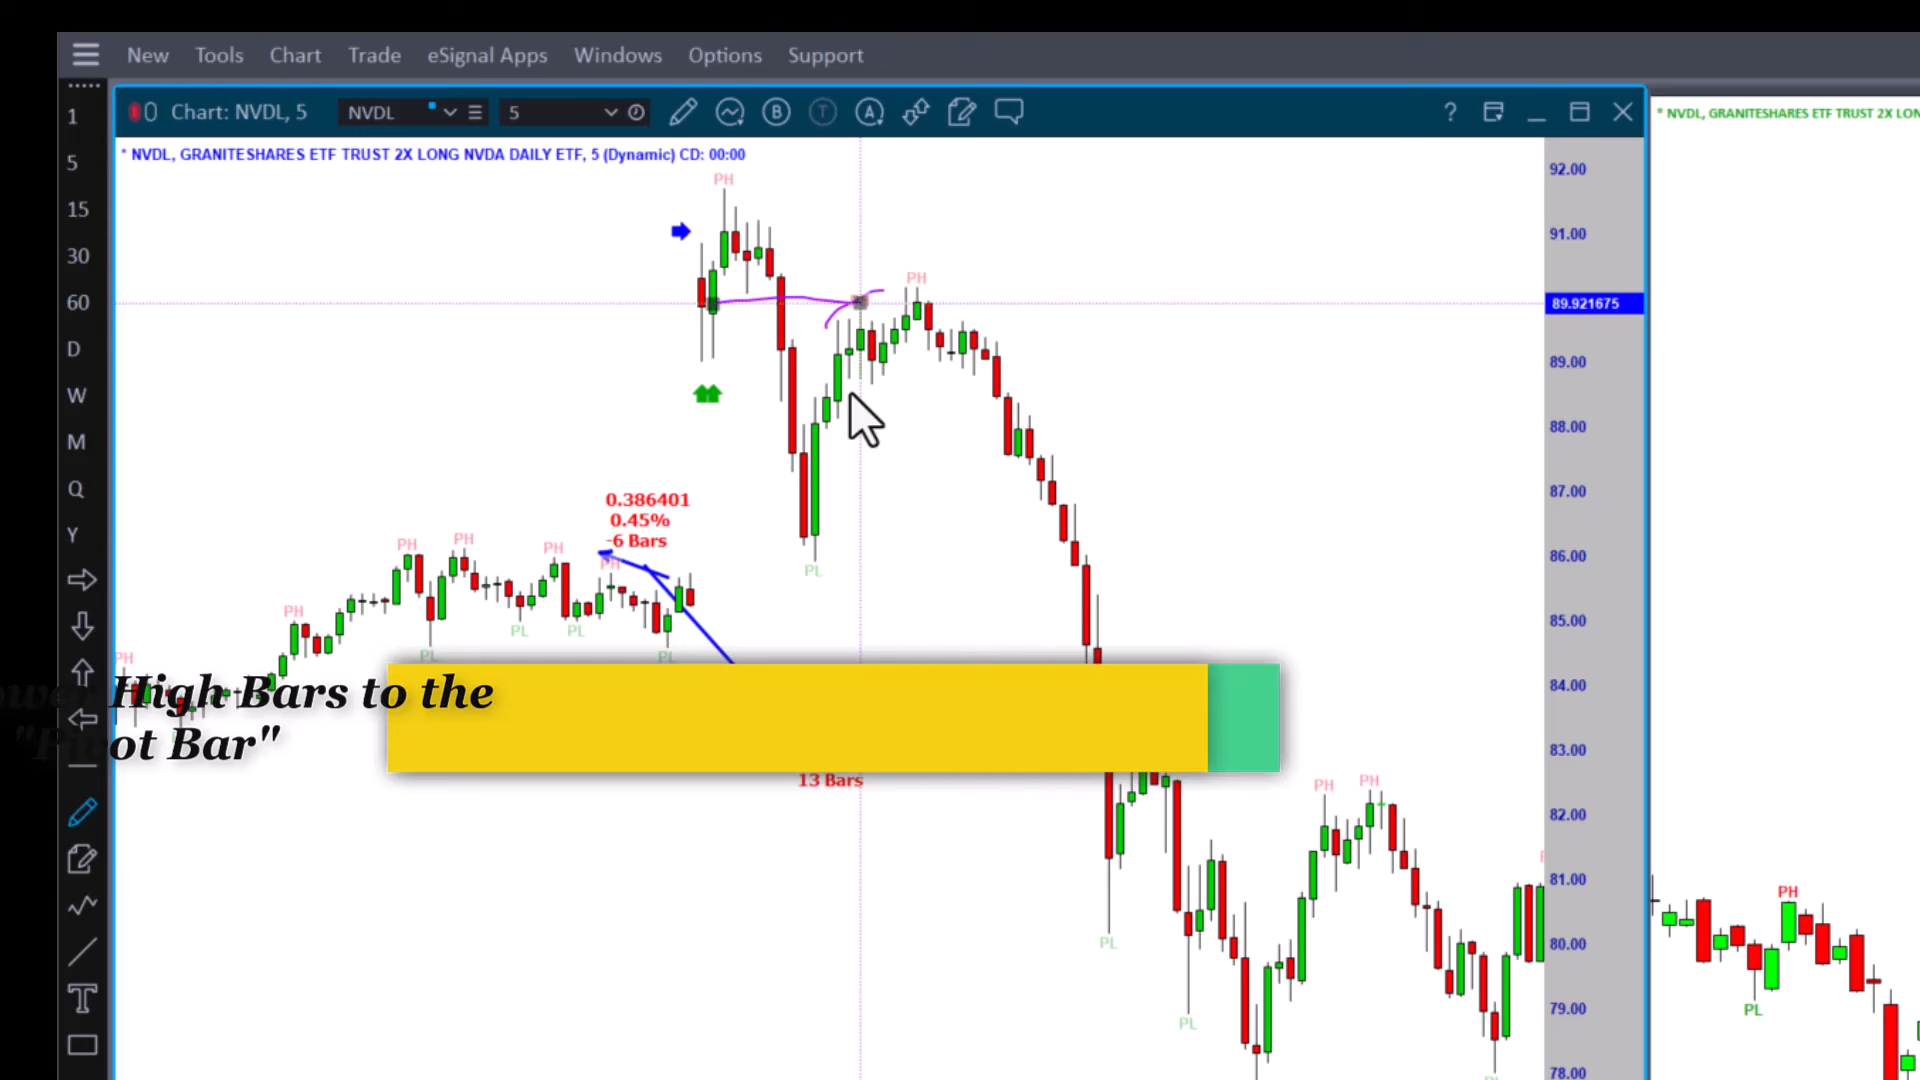 New Tools Chart Trade eSignal Apps Windows Options Support
Chart: NVDL, 5 NVDL 5 B T A ?
* NVDL, GRANITESHARES ETF TRUST 2X LONG NVDA DAILY ETF, 5 (Dynamic) CD: 00:00
* NVDL, GRANITESHARES ETF TRUST 2X LON
1
5
15
30
60
D
W
M
Q
Y
T
PH
PH
0.386401
0.45%
-6 Bars
PH
PH
PH
PH
PH
PH
PL
PL
PL
PL
PL
High Bars to the
"Pivot Bar"
13 Bars
PH
PH
PL
PL
92.00
91.00
89.921675
89.00
88.00
87.00
86.00
85.00
84.00
83.00
82.00
81.00
80.00
79.00
78.00
PH
PL